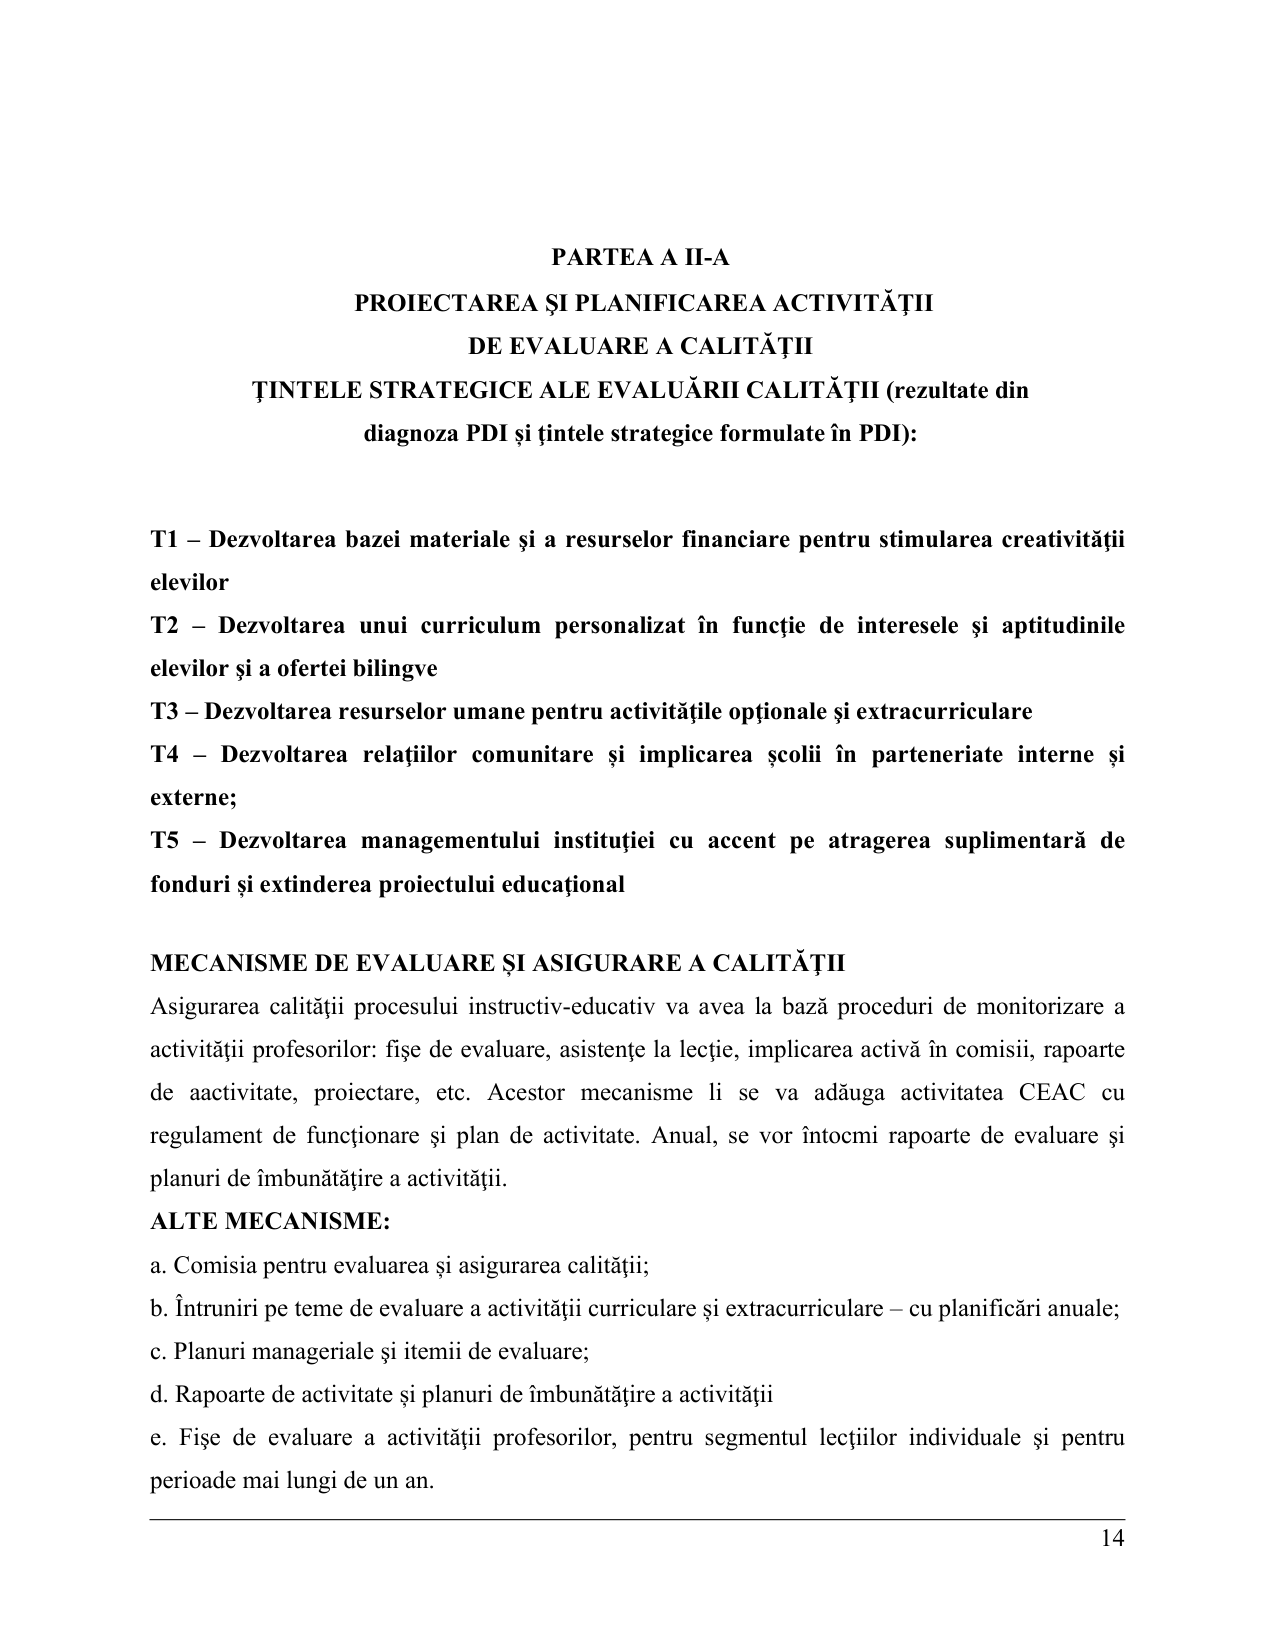 PARTEA A II-A
PROIECTAREA ŞI PLANIFICAREA ACTIVITĂŢII
DE EVALUARE A CALITĂŢII
ŢINTELE STRATEGICE ALE EVALUĂRII CALITĂŢII (rezultate din
diagnoza PDI și ţintele strategice formulate în PDI):
T1 – Dezvoltarea bazei materiale şi a resurselor financiare pentru stimularea creativităţii
elevilor
T2 – Dezvoltarea unui curriculum personalizat în funcţie de interesele şi aptitudinile
elevilor şi a ofertei bilingve
T3 – Dezvoltarea resurselor umane pentru activităţile opţionale şi extracurriculare
T4 – Dezvoltarea relaţiilor comunitare și implicarea școlii în parteneriate interne și
externe;
T5 – Dezvoltarea managementului instituţiei cu accent pe atragerea suplimentară de
fonduri și extinderea proiectului educaţional
MECANISME DE EVALUARE ȘI ASIGURARE A CALITĂŢII
Asigurarea calităţii procesului instructiv-educativ va avea la bază proceduri de monitorizare a
activităţii profesorilor: fişe de evaluare, asistenţe la lecţie, implicarea activă în comisii, rapoarte
de aactivitate, proiectare, etc. Acestor mecanisme li se va adăuga activitatea CEAC cu
regulament de funcţionare şi plan de activitate. Anual, se vor întocmi rapoarte de evaluare şi
planuri de îmbunătăţire a activităţii.
ALTE MECANISME:
a. Comisia pentru evaluarea și asigurarea calităţii;
b. Întruniri pe teme de evaluare a activităţii curriculare și extracurriculare – cu planificări anuale;
c. Planuri manageriale şi itemii de evaluare;
d. Rapoarte de activitate și planuri de îmbunătăţire a activităţii
e. Fişe de evaluare a activităţii profesorilor, pentru segmentul lecţiilor individuale şi pentru
perioade mai lungi de un an.
14